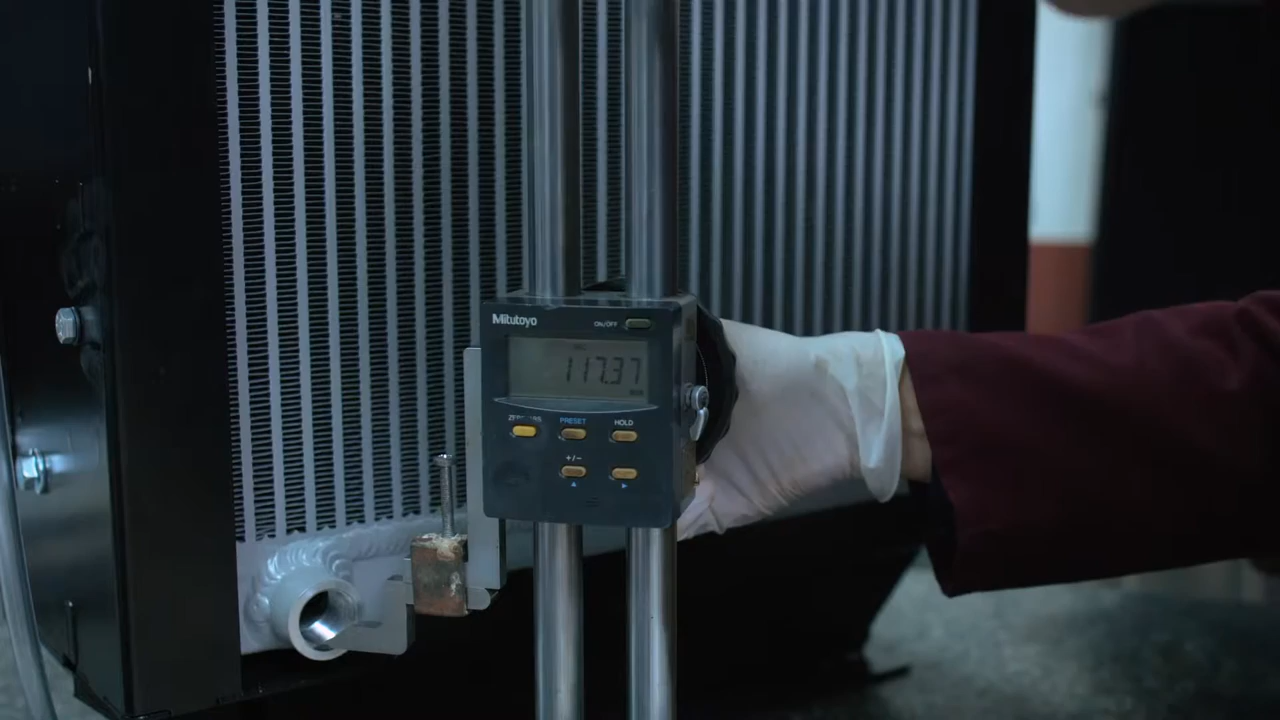 Mitutoyo
ON/OFF
117.37
PRESET
HOLD
+/−